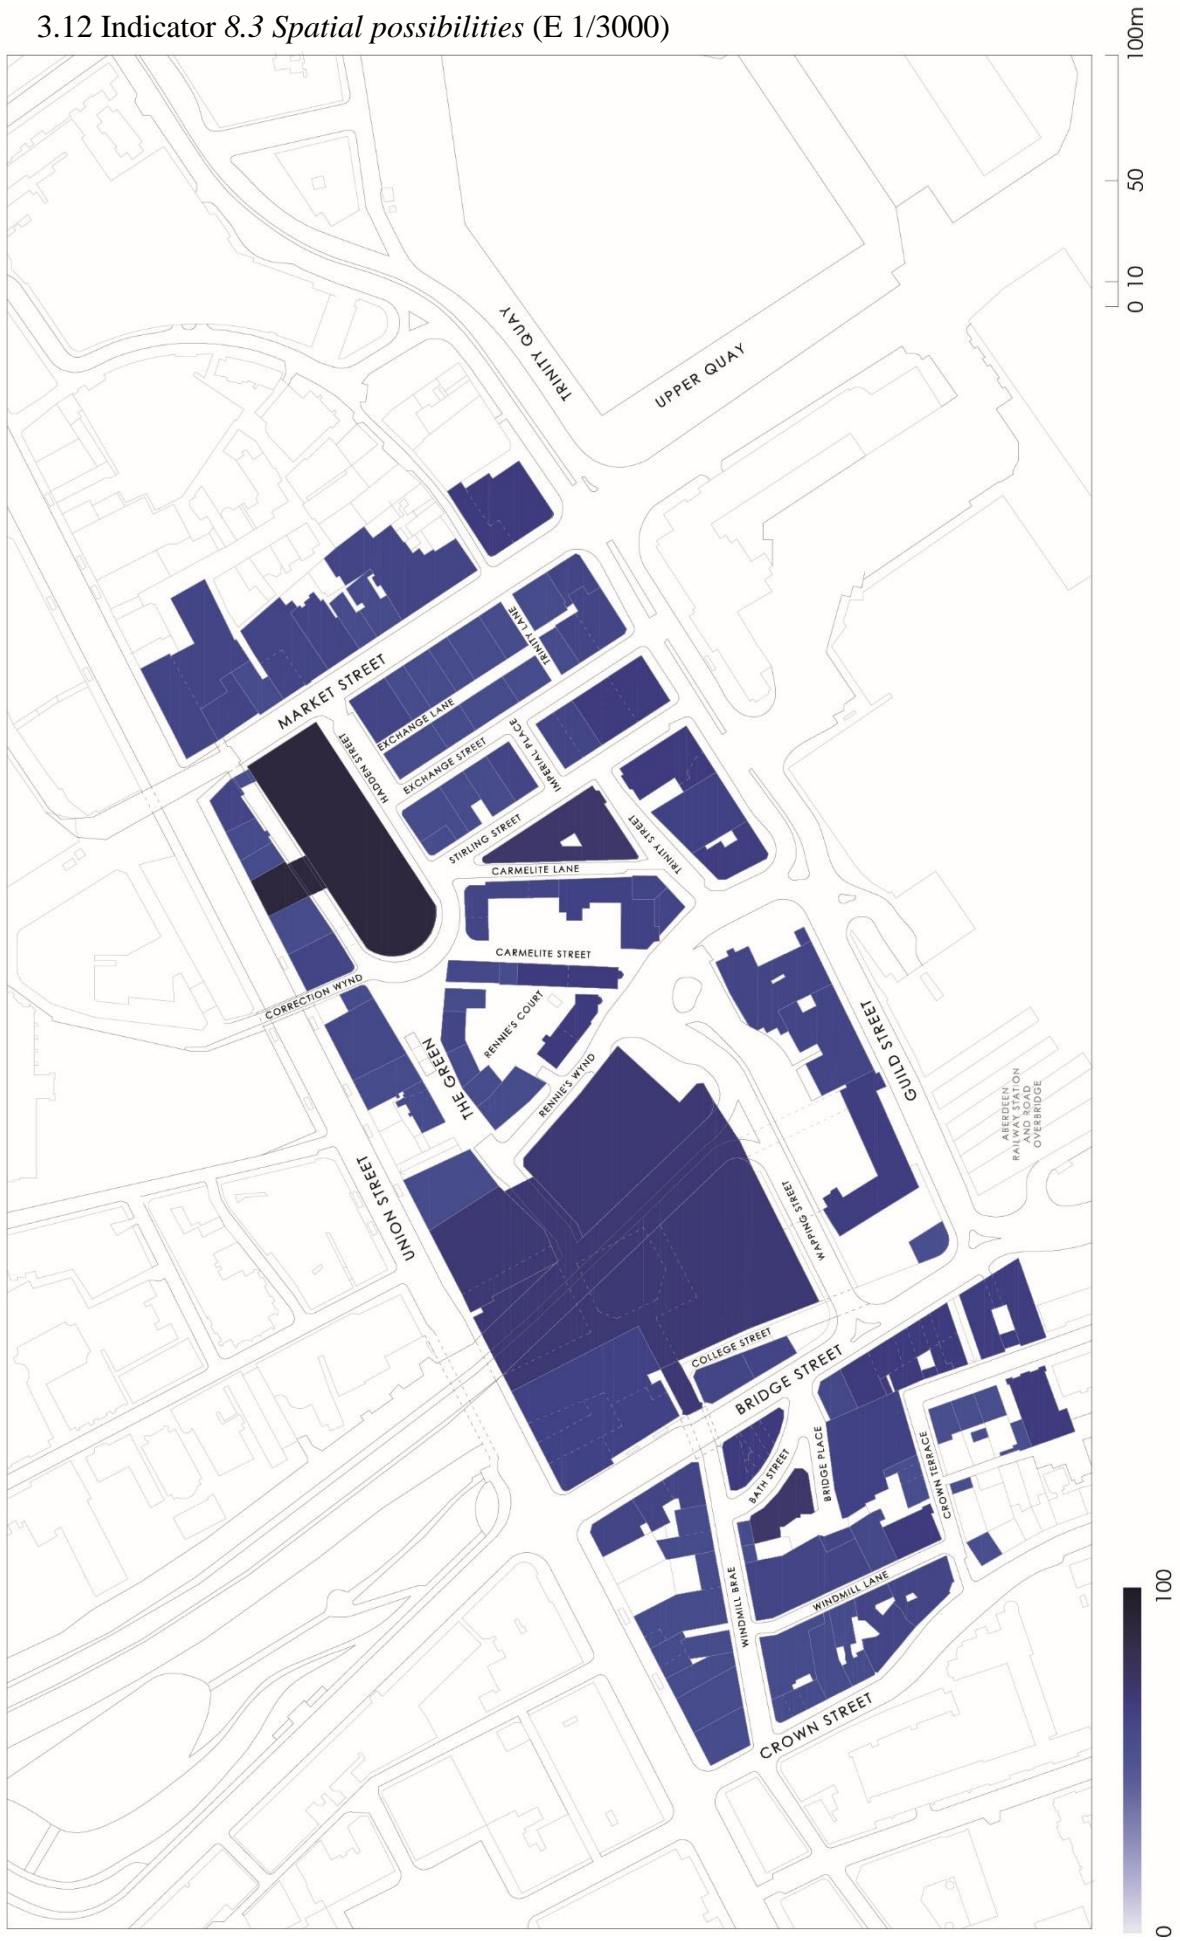 3.12 Indicator 8.3 Spatial possibilities (E 1/3000)
100m
50
10
0
TRINITY QUAY
UPPER QUAY
MARKET STREET
TRINITY LANE
EXCHANGE LANE
HADDEN STREET
EXCHANGE STREET
IMPERIAL PLACE
STIRLING STREET
TRINITY STREET
CARMELITE LANE
CARMELITE STREET
CORRECTION WYND
RENNIE'S COURT
THE GREEN
RENNIE'S WYND
GUILD STREET
ABERDEEN
RAILWAY STATION
AND ROAD
OVERBRIDGE
UNION STREET
WAPPING STREET
COLLEGE STREET
BRIDGE STREET
BATH STREET
BRIDGE PLACE
CROWN TERRACE
WINDMILL BRAE
WINDMILL LANE
CROWN STREET
100
0